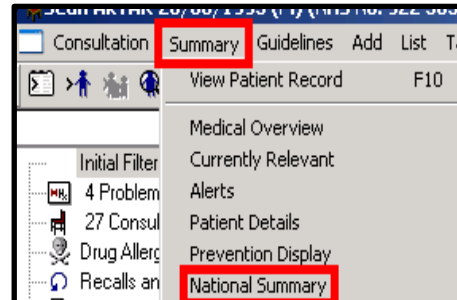 Consultation Summary Guidelines Add List
View Patient Record F10
Medical Overview
Initial Filter Currently Relevant
4 Problem Alerts
27 Consul Patient Details
Drug Allerg Prevention Display
Recalls an National Summary